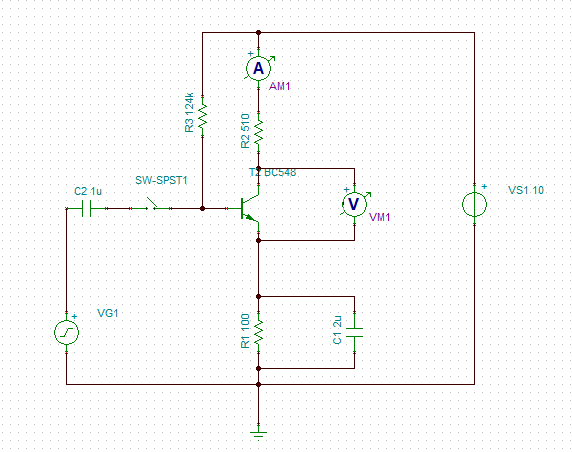 +
A
AM1
R3 124k
R2 510
T2 BC548
SW-SPST1
C2 1u
+
V
VM1
+
VS1 10
+
VG1
R1 100
C1 2u